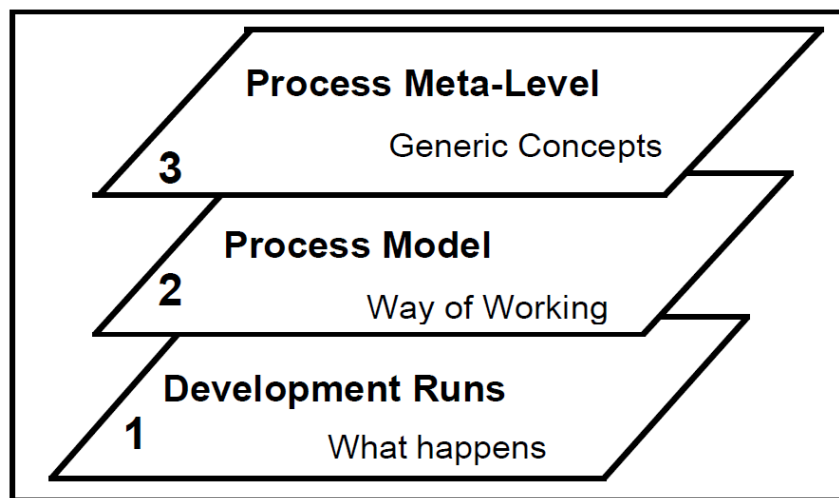 Process Meta-Level
Generic Concepts
3
Process Model
2
Way of Working
Development Runs
1
What happens